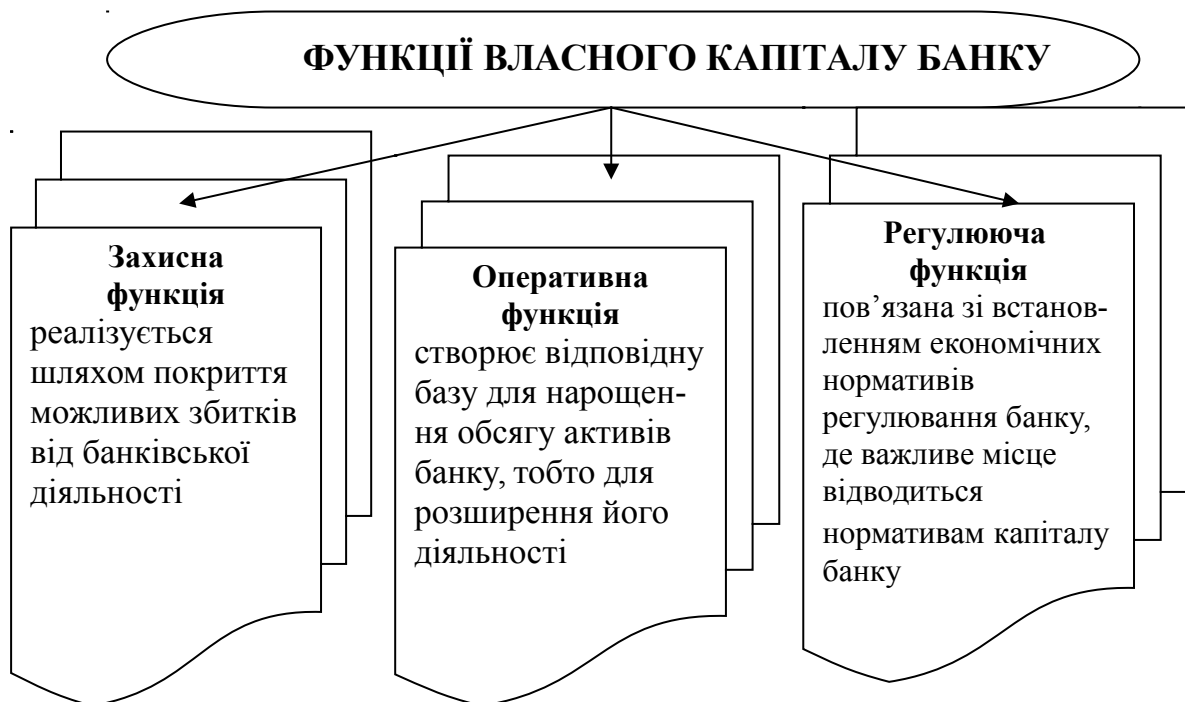 ФУНКЦІЇ ВЛАСНОГО КАПІТАЛУ БАНКУ
Захисна
функція
реалізується
шляхом покриття
можливих збитків
від банківської
діяльності
Оперативна
функція
створює відповідну
базу для нарощен-
ня обсягу активів
банку, тобто для
розширення його
діяльності
Регулююча
функція
пов’язана зі встанов-
ленням економічних
нормативів
регулювання банку,
де важливе місце
відводиться
нормативам капіталу
банку